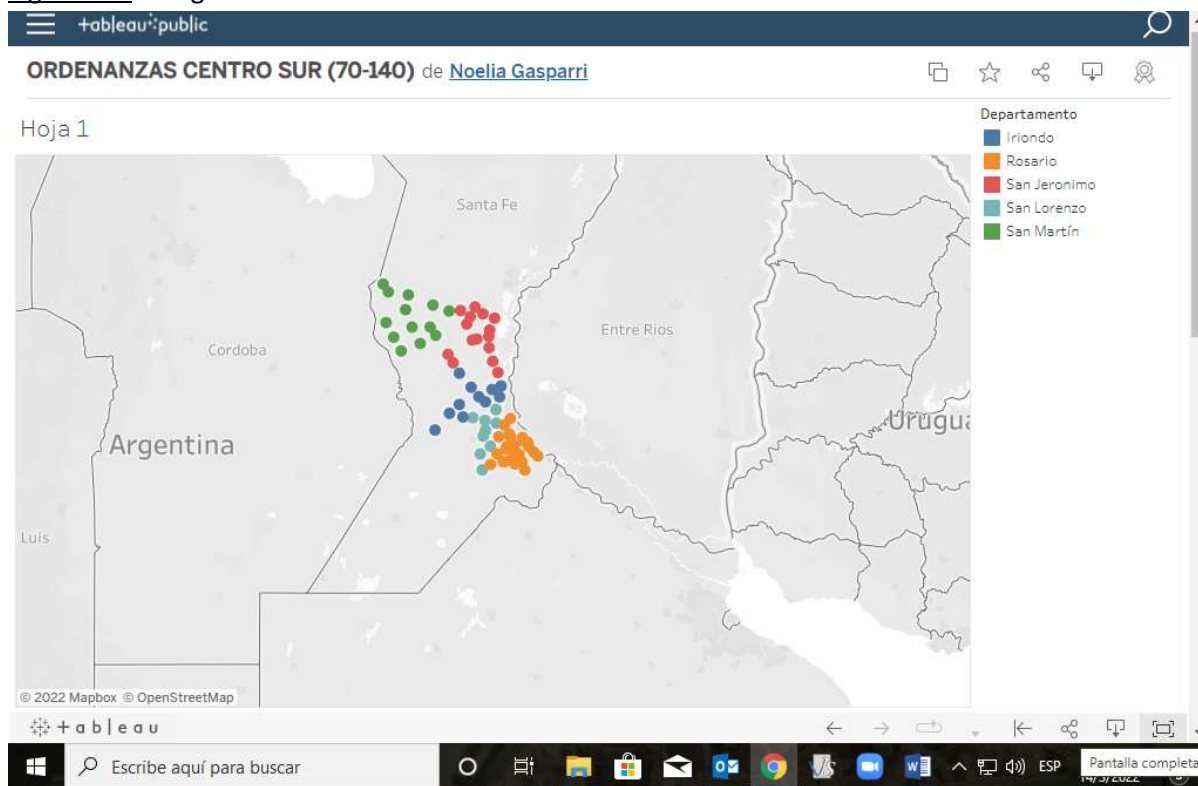 +ableau:public
ORDENANZAS CENTRO SUR (70-140) de Noelia Gasparri
Hoja 1
Departamento
Iriondo
Rosario
San Jeronimo
San Lorenzo
San Martín
Santa Fe
Entre Rios
Cordoba
Argentina
Urugua
Luis
© 2022 Mapbox © OpenStreetMap
+ableau
Escribe aquí para buscar
ESP
Pantalla completa